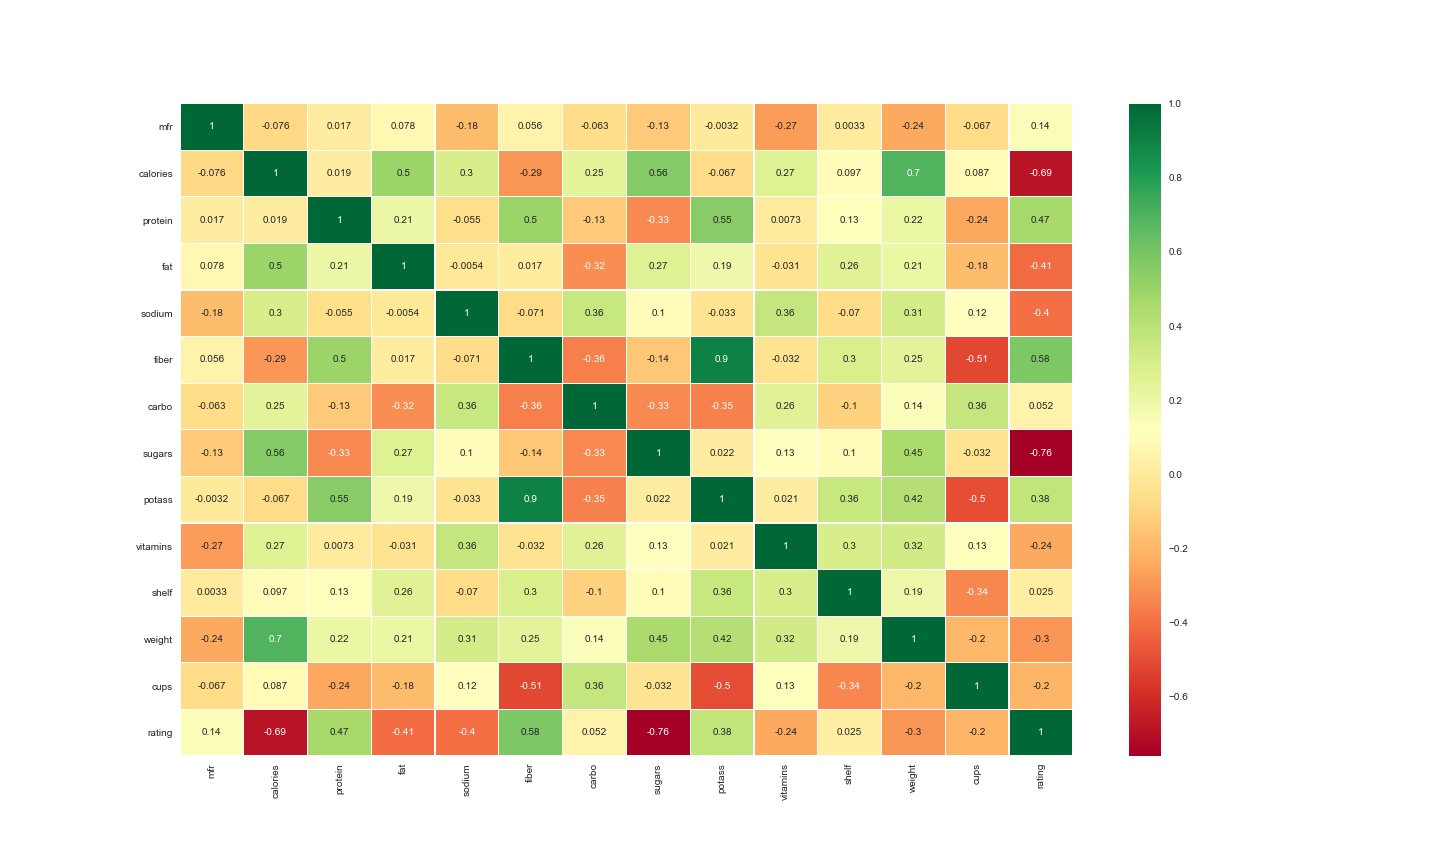 mfr 1 -0.076 0.017 0.078 -0.18 0.056 -0.063 -0.13 -0.0032 -0.27 0.0033 -0.24 -0.067 0.14
calories -0.076 1 0.019 0.5 0.3 -0.29 0.25 0.56 -0.067 0.27 0.097 0.7 0.087 -0.69
protein 0.017 0.019 1 0.21 -0.055 0.5 -0.13 -0.33 0.55 0.0073 0.13 0.22 -0.24 0.47
fat 0.078 0.5 0.21 1 -0.0054 0.017 -0.32 0.27 0.19 -0.031 0.26 0.21 -0.18 -0.41
sodium -0.18 0.3 -0.055 -0.0054 1 -0.071 0.36 0.1 -0.033 0.36 -0.07 0.31 0.12 -0.4
fiber 0.056 -0.29 0.5 0.017 -0.071 1 -0.36 -0.14 0.9 -0.032 0.3 0.25 -0.51 0.58
carbo -0.063 0.25 -0.13 -0.32 0.36 -0.36 1 -0.33 -0.35 0.26 -0.1 0.14 0.36 0.052
sugars -0.13 0.56 -0.33 0.27 0.1 -0.14 -0.33 1 0.022 0.13 0.1 0.45 -0.032 -0.76
potass -0.0032 -0.067 0.55 0.19 -0.033 0.9 -0.35 0.022 1 0.021 0.36 0.42 -0.5 0.38
vitamins -0.27 0.27 0.0073 -0.031 0.36 -0.032 0.26 0.13 0.021 1 0.3 0.32 0.13 -0.24
shelf 0.0033 0.097 0.13 0.26 -0.07 0.3 -0.1 0.1 0.36 0.3 1 0.19 -0.34 0.025
weight -0.24 0.7 0.22 0.21 0.31 0.25 0.14 0.45 0.42 0.32 0.19 1 -0.2 -0.3
cups -0.067 0.087 -0.24 -0.18 0.12 -0.51 0.36 -0.032 -0.5 0.13 -0.34 -0.2 1 -0.2
rating 0.14 -0.69 0.47 -0.41 -0.4 0.58 0.052 -0.76 0.38 -0.24 0.025 -0.3 -0.2 1
mfr calories protein fat sodium fiber carbo sugars potass vitamins shelf weight cups rating
1.0
0.8
0.6
0.4
0.2
0.0
−0.2
−0.4
−0.6